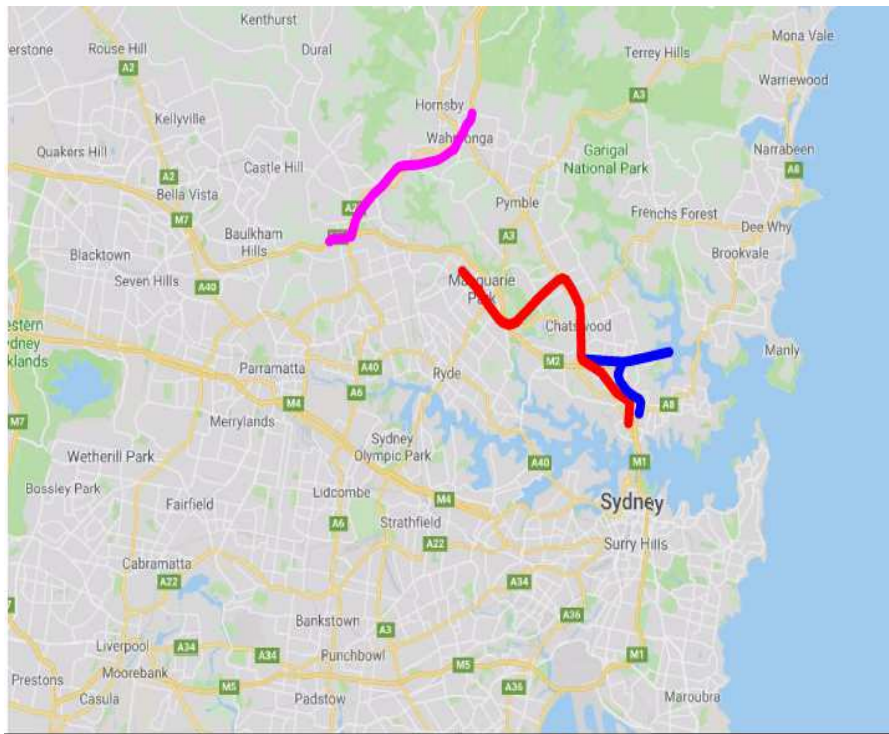 Kenthurst
Mona Vale
erstone
Rouse Hill
Dural
Terrey Hills
A2
Warriewood
A3
Hornsby
Kellyville
Garigal
National Park
Narrabeen
Quakers Hill
Castle Hill
A2
A8
Bella Vista
Pymble
Frenchs Forest
M7
Dee Why
Baulkham
Hills
A3
Brookvale
Blacktown
Seven Hills
A40
Macquarie
Park
estern
Sydney
klands
Chatswood
Manly
M2
Parramatta
A40
Ryde
A6
M4
A8
Merrylands
M7
Sydney
Olympic Park
Wetherill Park
A40
M1
Bossley Park
Lidcombe
M4
Sydney
Fairfield
A6
Strathfield
A22
Surry Hills
Cabramatta
A22
A34
Bankstown
A36
A3
Liverpool
A34
A34
Punchbowl
M1
Moorebank
M5
Prestons
M5
A36
Casula
Padstow
Maroubra